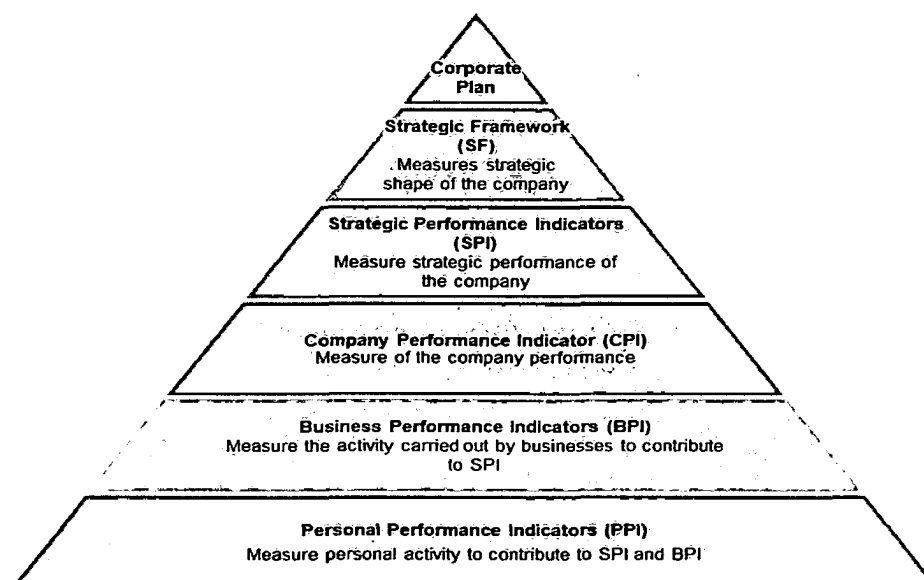 Corporate
Plan
Strategic Framework
(SF)
Measures strategic
shape of the company
Strategic Performance Indicators
(SPI)
Measure strategic performance of
the company
Company Performance Indicator (CPI)
Measure of the company performance
Business Performance Indicators (BPI)
Measure the activity carried out by businesses to contribute
to SPI
Personal Performance Indicators (PPI)
Measure personal activity to contribute to SPI and BPI